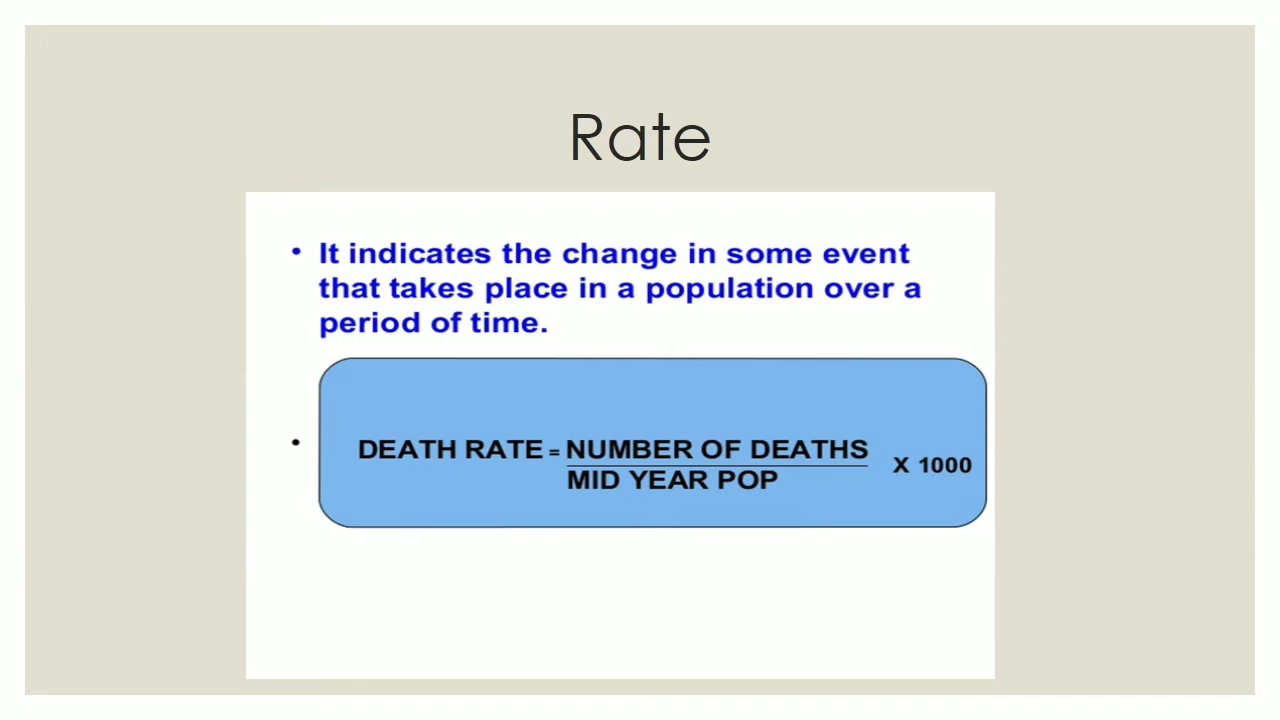 Rate
• It indicates the change in some event
that takes place in a population over a
period of time.
• DEATH RATE = NUMBER OF DEATHS
MID YEAR POP
X 1000